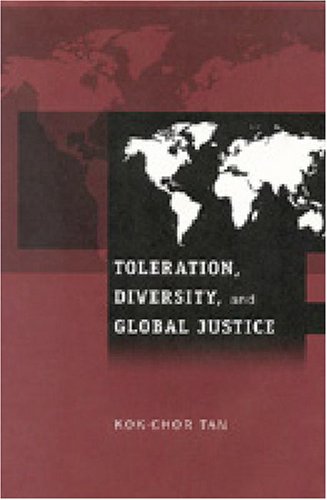 TOLERATION,
DIVERSITY, and
GLOBAL JUSTICE
KOK-CHOR TAN